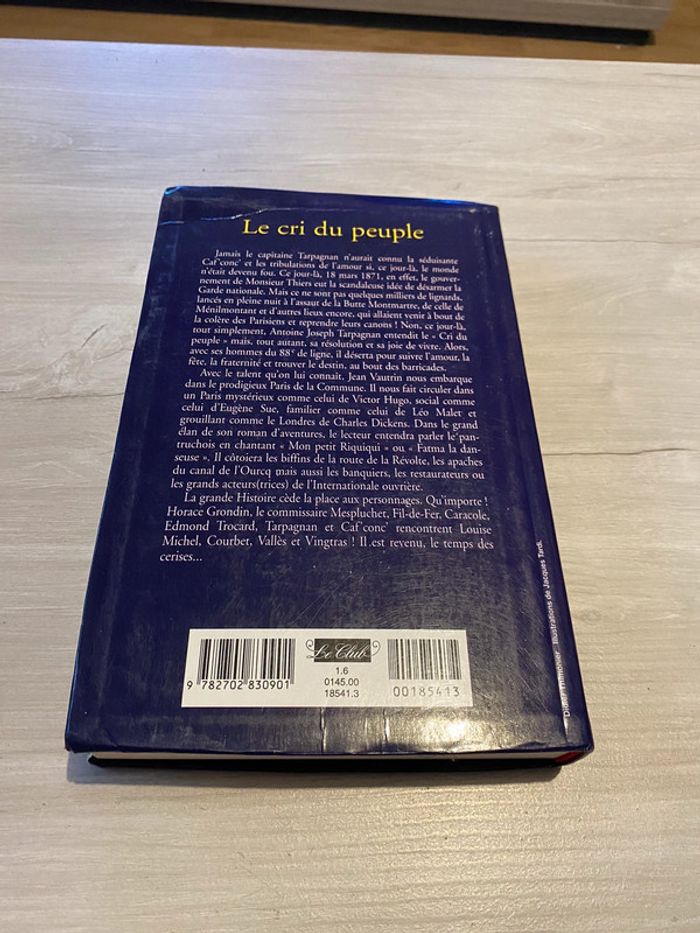 Le cri du peuple
Jamais le capitaine Tarpagnan n'aurait connu la séduisante
Caf'conc' et les tribulations de l'amour si, ce jour-là, le monde
n'était devenu fou. Ce jour-là, 18 mars 1871, en effet, le gouver-
nement de Monsieur Thiers eut la scandaleuse idée de désarmer la
Garde nationale. Mais ce ne sont pas quelques milliers de lignards,
lancés en pleine nuit à l'assaut de la Butte Montmartre, de celle de
Ménilmontant et d'autres lieux encore, qui allaient venir à bout de
la colère des Parisiens et reprendre leurs canons ! Non, ce jour-là,
tout simplement, Antoine Joseph Tarpagnan entendit le « Cri du
peuple » mais, tout autant, sa résolution et sa joie de vivre. Alors,
avec ses hommes du 88e de ligne, il déserta pour suivre l'amour, la
fête, la fraternité et trouver le destin, au bout des barricades.
Avec le talent qu'on lui connaît, Jean Vautrin nous embarque
dans le prodigieux Paris de la Commune. Il nous fait circuler dans
un Paris mystérieux comme celui de Victor Hugo, social comme
celui d'Eugène Sue, familier comme celui de Léo Malet et
grouillant comme le Londres de Charles Dickens. Dans le grand
élan de son roman d'aventures, le lecteur entendra parler le pan-
truchois en chantant « Mon petit Riquiqui » ou « Fatma la dan-
seuse ». Il côtoiera les biffins de la route de la Révolte, les apaches
du canal de l'Ourcq mais aussi les banquiers, les restaurateurs ou
les grands acteurs(trices) de l'Internationale ouvrière.
La grande Histoire cède la place aux personnages. Qu'importe !
Horace Grondin, le commissaire Mespluchet, Fil-de-Fer, Caracole,
Edmond Trocard, Tarpagnan et Caf'conc' rencontrent Louise
Michel, Courbet, Vallès et Vingtras ! Il est revenu, le temps des
cerises...
Didier Thimonier. Illustrations de Jacques Tardi.
Le Club
1.6
0145.00
18541.3
9 782702 830901
00185413